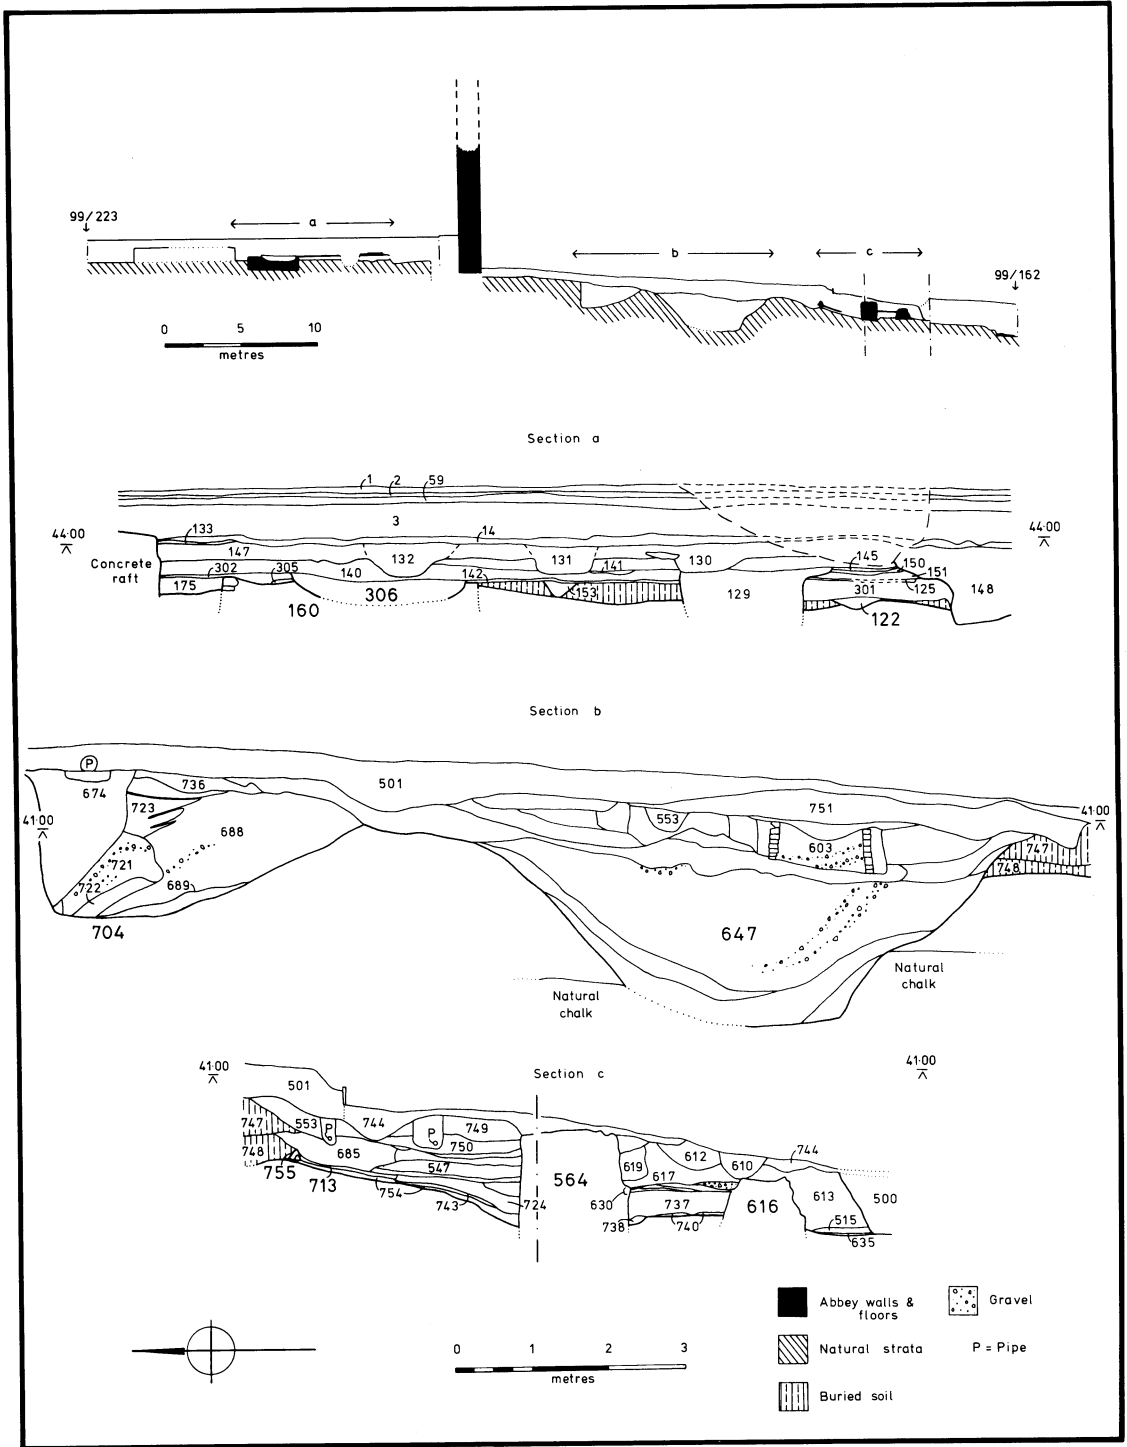 99/223
a
b
c
99/162
0 5 10
metres
Section a
1 2 59
3
44·00
44·00
133
14
147
132
131
130
145
150
Concrete
raft
302
305
140
142
141
151
175
306
153
129
301
125
148
160
122
Section b
P
501
736
674
751
723
553
41·00
41·00
688
603
747
721
748
722
689
704
647
Natural
chalk
Natural
chalk
41·00
41·00
Section c
501
747
553
P
744
P
749
750
612
744
748
685
547
619
610
755
713
564
617
754
630
737
616
613
500
743
724
738
740
515
635
Abbey walls &
floors
Gravel
Natural strata
P = Pipe
Buried soil
0 1 2 3
metres